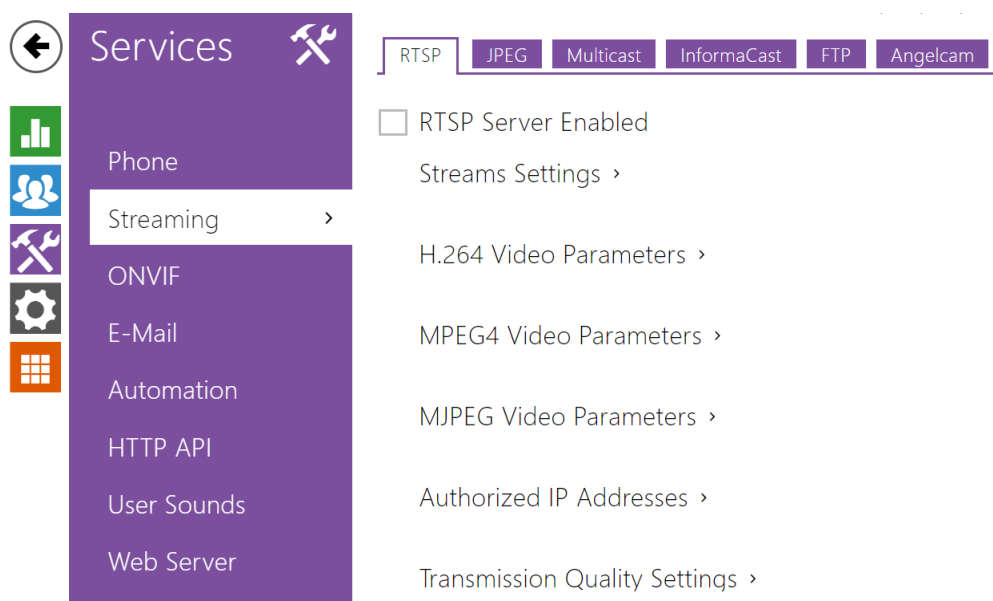 Services
Phone
Streaming
ONVIF
E-Mail
Automation
HTTP API
User Sounds
Web Server
RTSP JPEG Multicast InformaCast FTP Angelcam
RTSP Server Enabled
Streams Settings ›
H.264 Video Parameters ›
MPEG4 Video Parameters ›
MJPEG Video Parameters ›
Authorized IP Addresses ›
Transmission Quality Settings ›